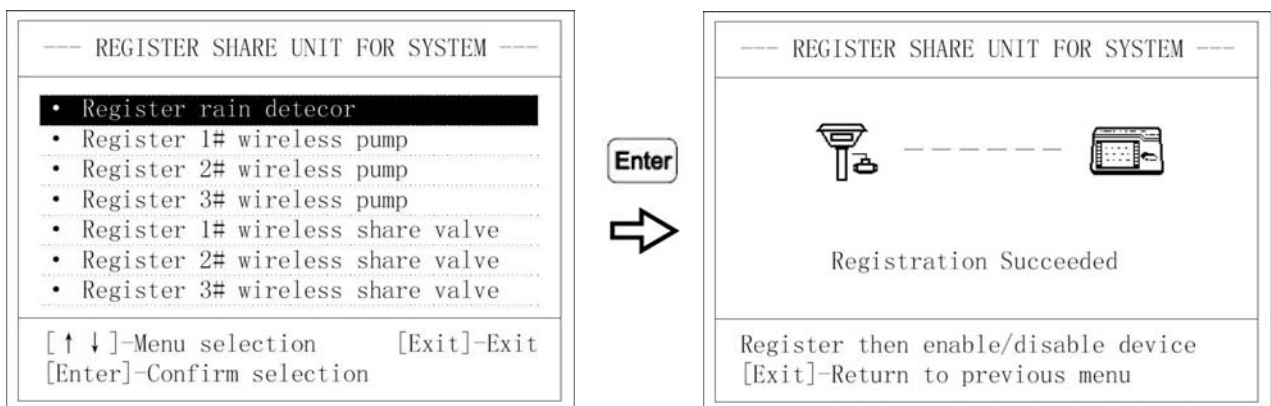 --- REGISTER SHARE UNIT FOR SYSTEM ---
• Register rain detecor
• Register 1# wireless pump
• Register 2# wireless pump
• Register 3# wireless pump
• Register 1# wireless share valve
• Register 2# wireless share valve
• Register 3# wireless share valve
[↑ ↓]-Menu selection [Exit]-Exit
[Enter]-Confirm selection
Enter
--- REGISTER SHARE UNIT FOR SYSTEM ---
Registration Succeeded
Register then enable/disable device
[Exit]-Return to previous menu